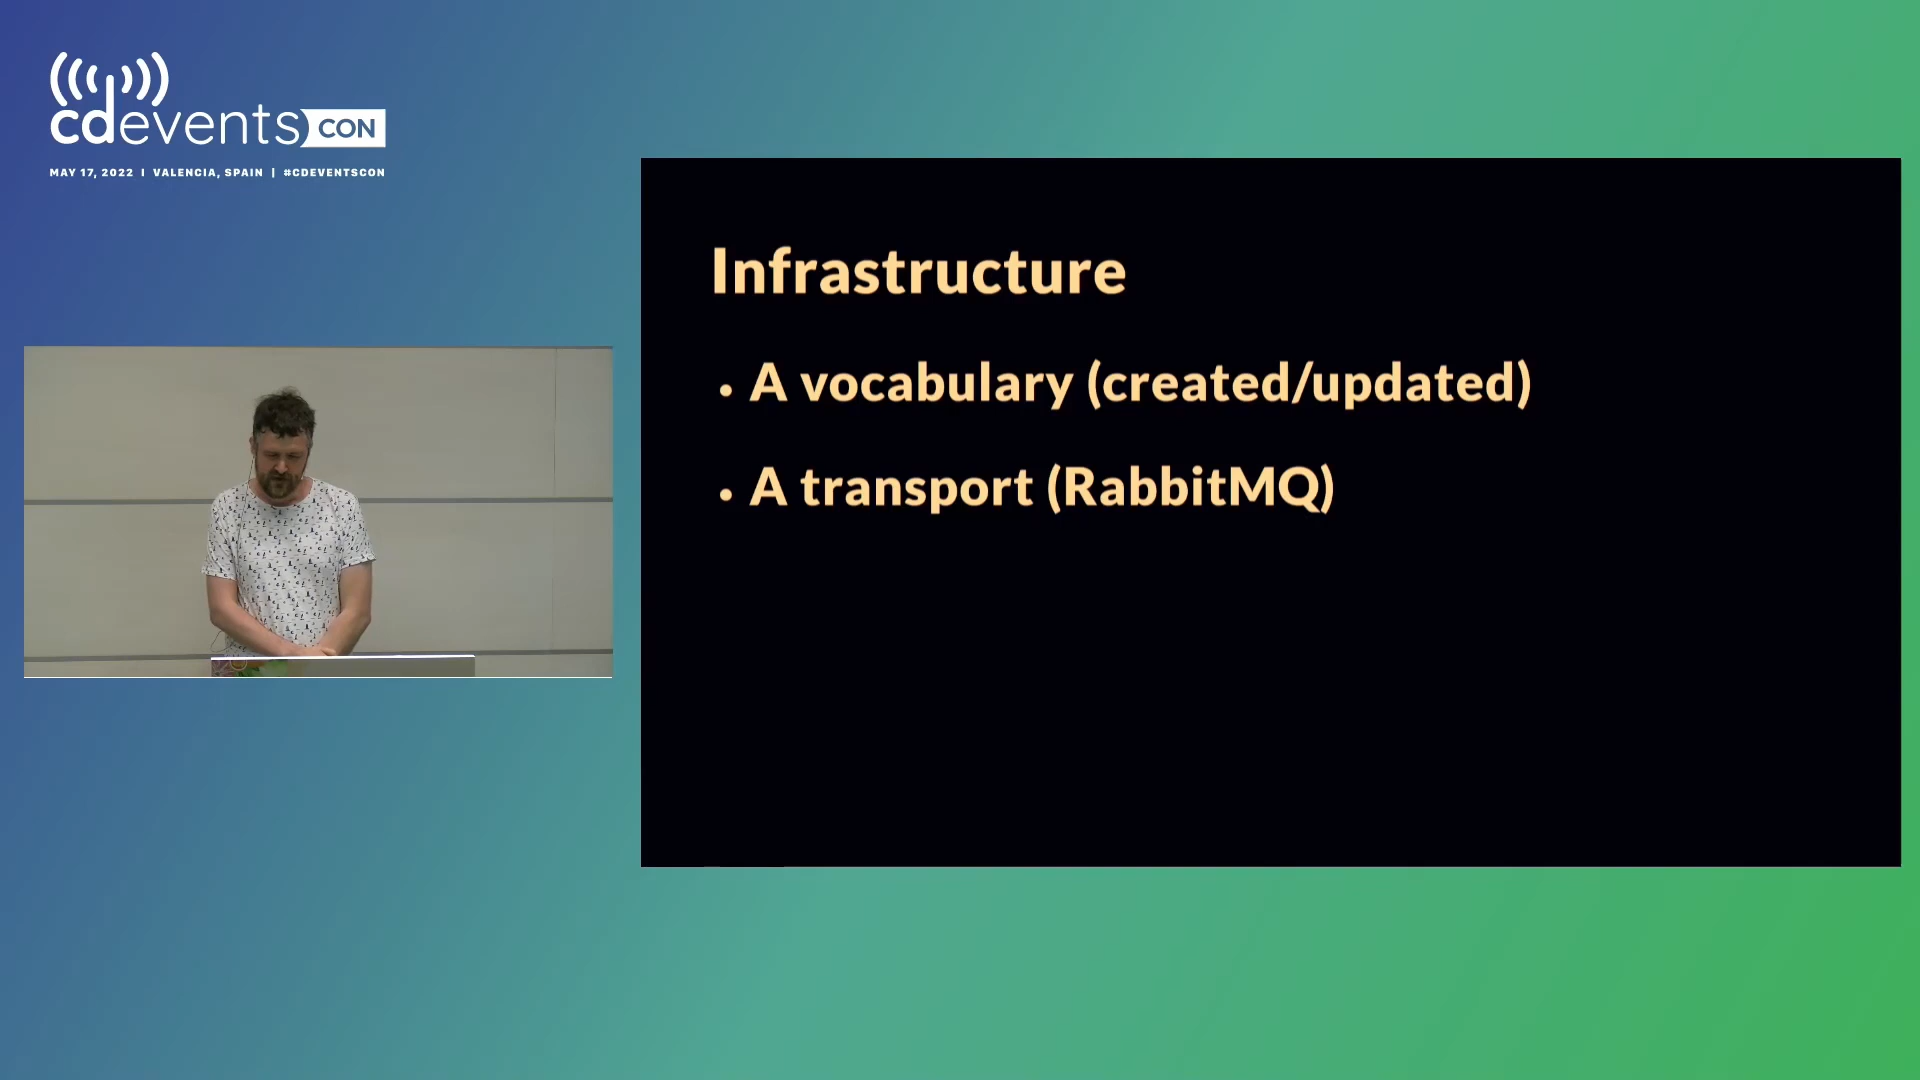 cdevents CON
MAY 17, 2022 | VALENCIA, SPAIN | #CDEVENTSCON
Infrastructure
• A vocabulary (created/updated)
• A transport (RabbitMQ)